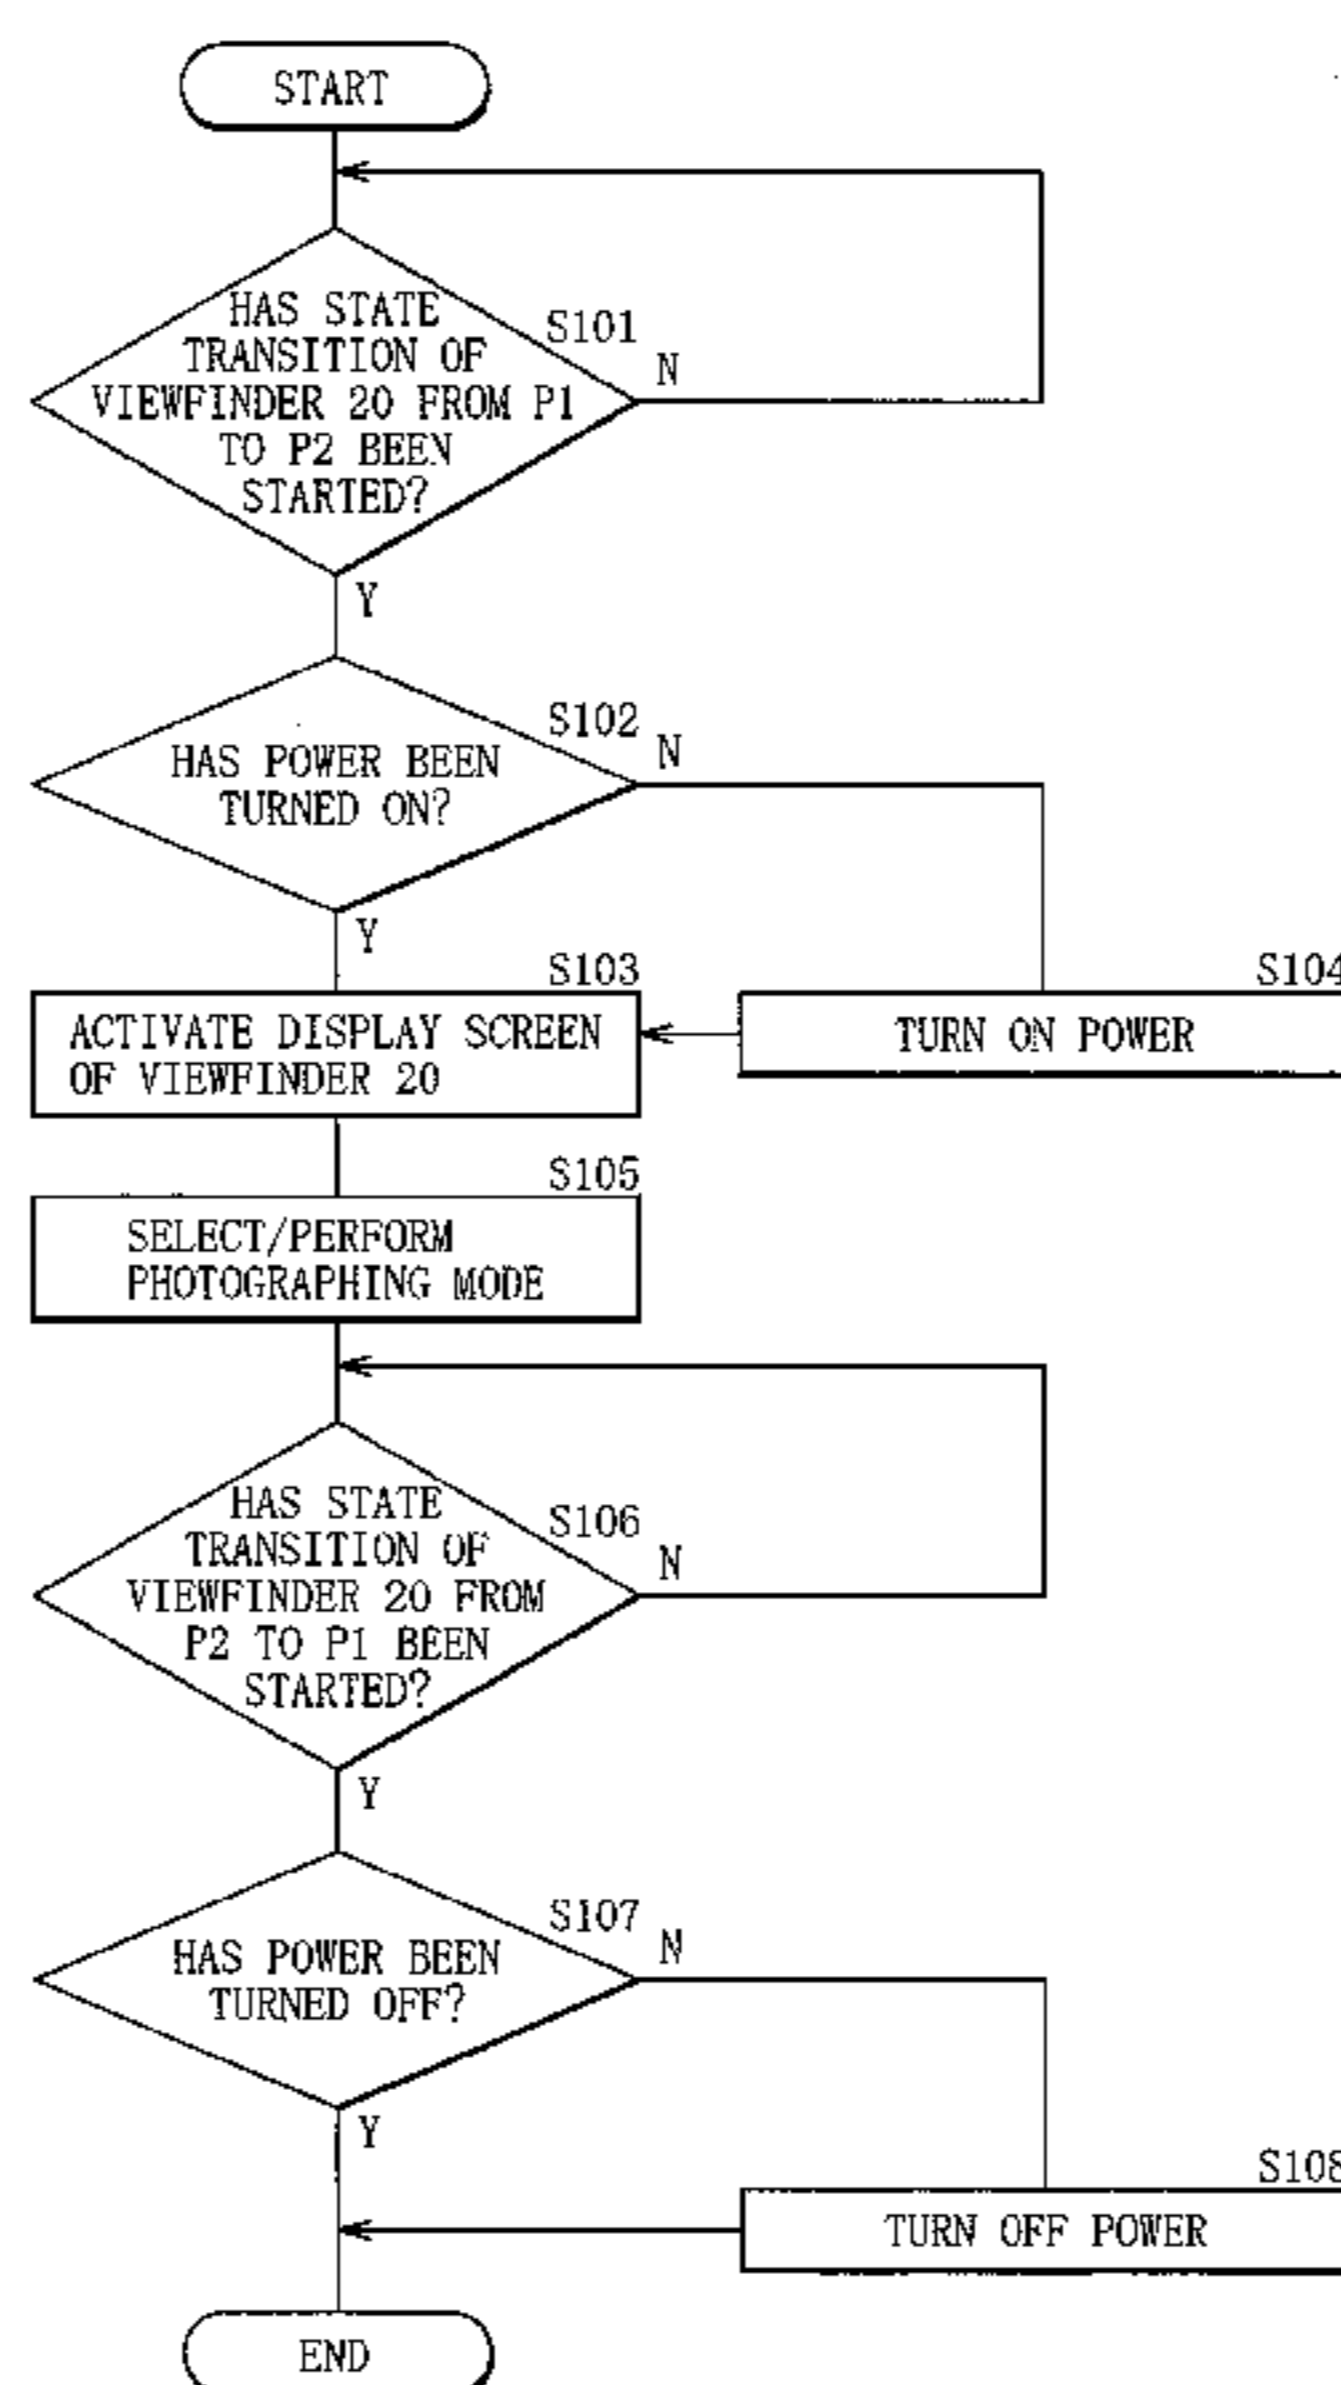 START
HAS STATE
TRANSITION OF
VIEWFINDER 20 FROM P1
TO P2 BEEN
STARTED?
S101
N
Y
HAS POWER BEEN
TURNED ON?
S102
N
Y
S103
ACTIVATE DISPLAY SCREEN
OF VIEWFINDER 20
S104
TURN ON POWER
S105
SELECT/PERFORM
PHOTOGRAPHING MODE
HAS STATE
TRANSITION OF
VIEWFINDER 20 FROM
P2 TO P1 BEEN
STARTED?
S106
N
Y
HAS POWER BEEN
TURNED OFF?
S107
N
Y
S108
TURN OFF POWER
END